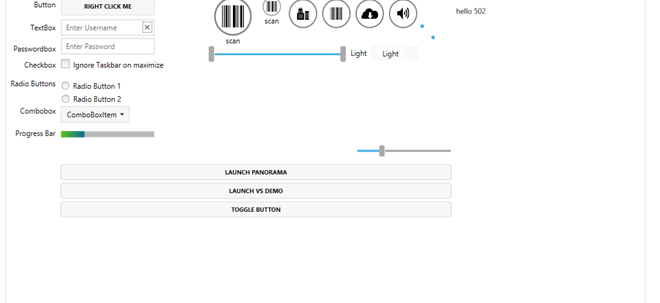 Button RIGHT CLICK ME scan hello 502
scan
TextBox Enter Username
Passwordbox Enter Password Light Light
Checkbox Ignore Taskbar on maximize
Radio Buttons Radio Button 1
Radio Button 2
Combobox ComboBoxItem
Progress Bar
LAUNCH PANORAMA
LAUNCH VS DEMO
TOGGLE BUTTON